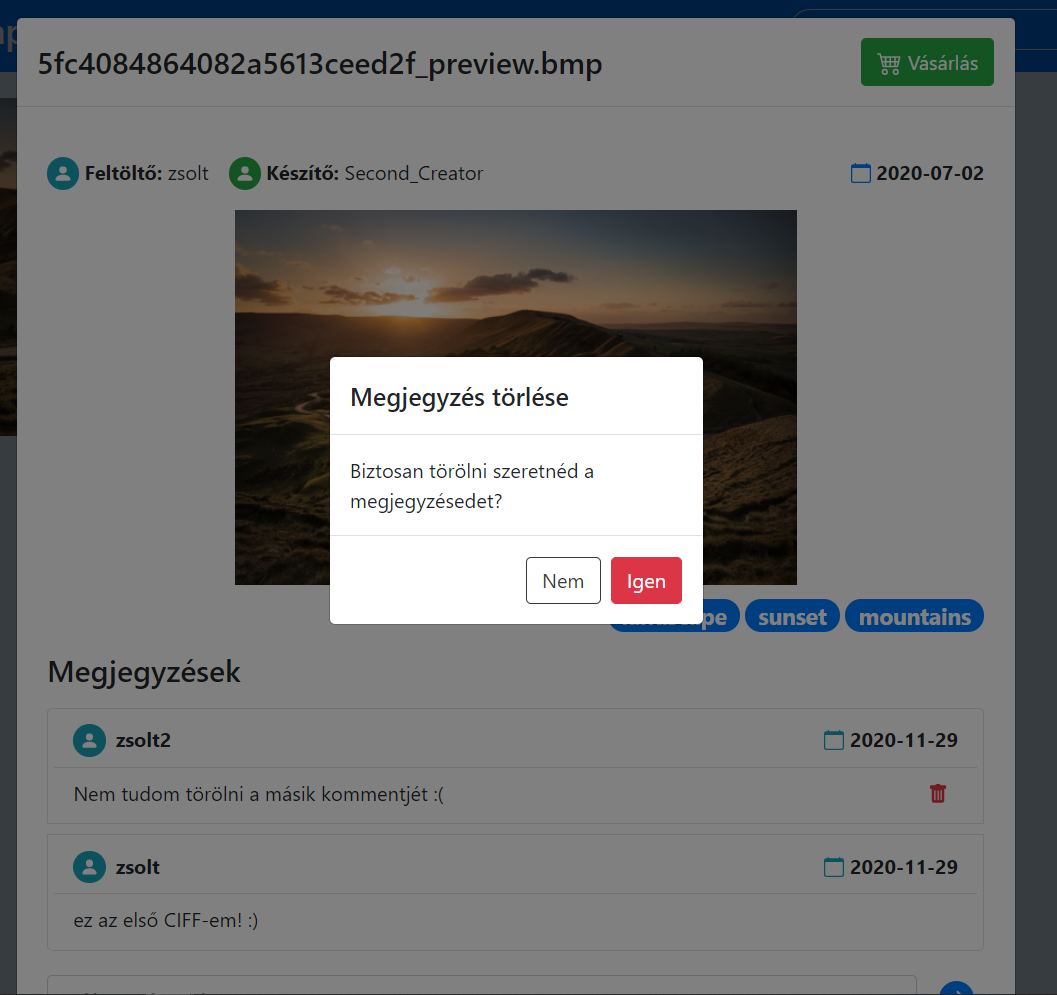 5fc4084864082a5613ceed2f_preview.bmp
Vásárlás
Feltöltő: zsolt
Készítő: Second_Creator
2020-07-02
Megjegyzés törlése
Biztosan törölni szeretnéd a
megjegyzésedet?
Nem
Igen
sunset
mountains
Megjegyzések
zsolt2
2020-11-29
Nem tudom törölni a másik kommentjét :(
zsolt
2020-11-29
ez az első CIFF-em! :)